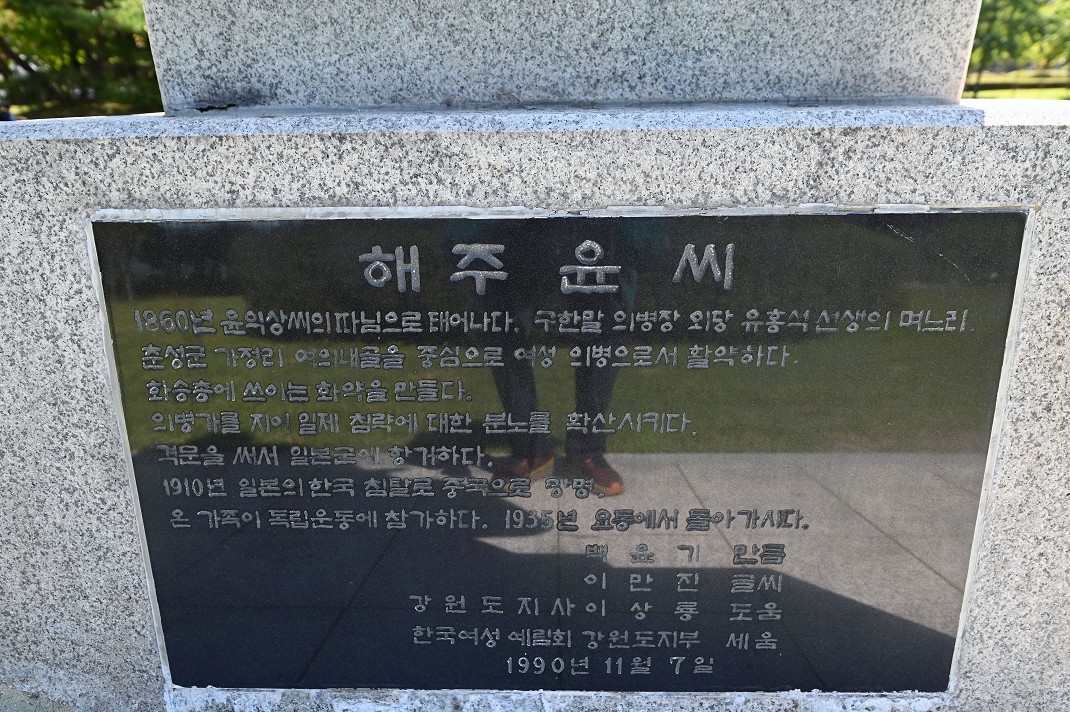 해주윤씨
1860년 윤익상씨의 따님으로 태어나다. 구한말 의병장 외당 유홍석 선생의 며느리.
춘성군 가정리 여의내골을 중심으로 여성 의병으로서 활약하다.
화승총에 쓰이는 화약을 만들다.
의병가를 지어 일제 침략에 대한 분노를 확산시키다.
격문을 써서 일본군에 항거하다.
1910년 일본의 한국 침탈로 중국으로 망명.
온 가족이 독립운동에 참가하다. 1935년 요동에서 돌아가시다.
백윤기 만듬
이만진 글씨
강원도지사 이상룡 도움
한국여성 예림회 강원도지부 세움
1990년 11월 7일